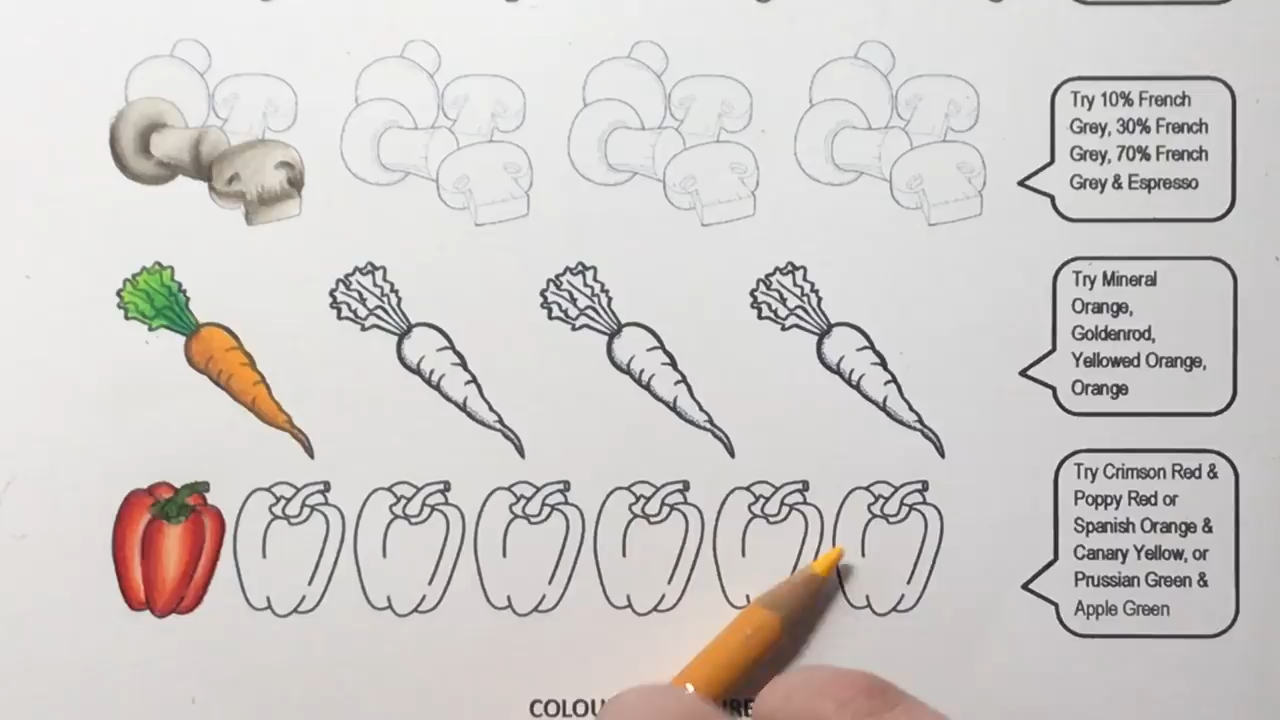 Try 10% French
Grey, 30% French
Grey, 70% French
Grey & Espresso
Try Mineral
Orange,
Goldenrod,
Yellowed Orange,
Orange
Try Crimson Red &
Poppy Red or
Spanish Orange &
Canary Yellow, or
Prussian Green &
Apple Green